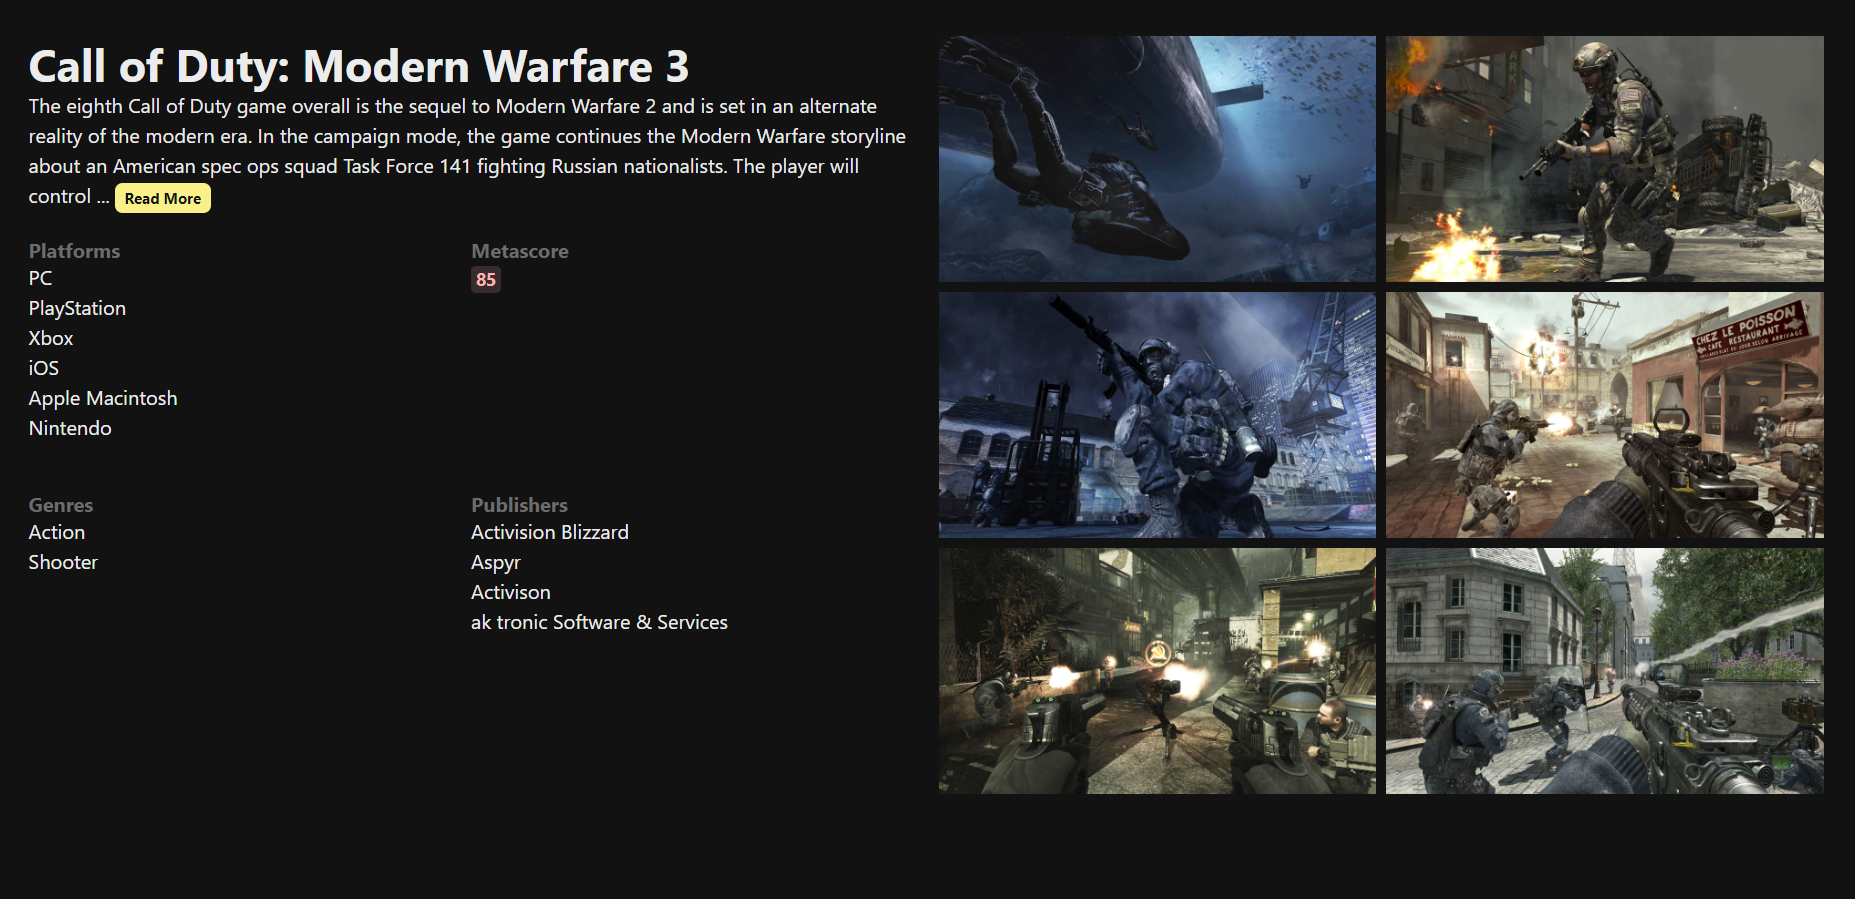 Call of Duty: Modern Warfare 3
The eighth Call of Duty game overall is the sequel to Modern Warfare 2 and is set in an alternate
reality of the modern era. In the campaign mode, the game continues the Modern Warfare storyline
about an American spec ops squad Task Force 141 fighting Russian nationalists. The player will
control ... Read More
Platforms
PC
PlayStation
Xbox
iOS
Apple Macintosh
Nintendo
Metascore
85
Genres
Action
Shooter
Publishers
Activision Blizzard
Aspyr
Activison
ak tronic Software & Services
CHEZ LE POISSON
CAFE RESTAURANT